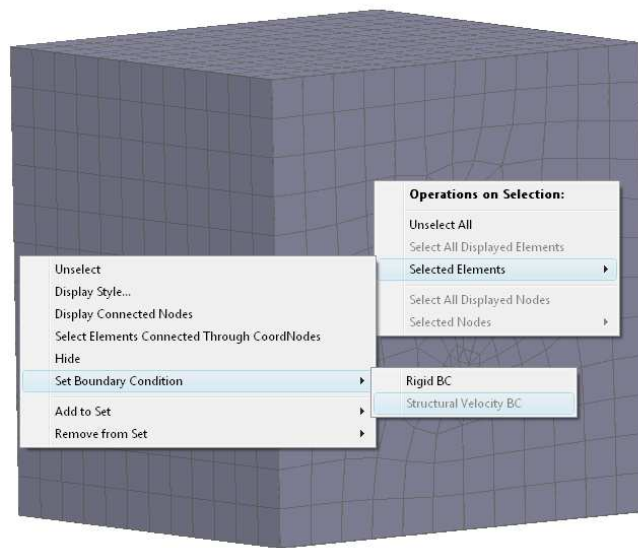 Operations on Selection:
Unselect All
Select All Displayed Elements
Selected Elements
Select All Displayed Nodes
Selected Nodes
Unselect
Display Style...
Display Connected Nodes
Select Elements Connected Through CoordNodes
Hide
Set Boundary Condition
Add to Set
Remove from Set
Rigid BC
Structural Velocity BC